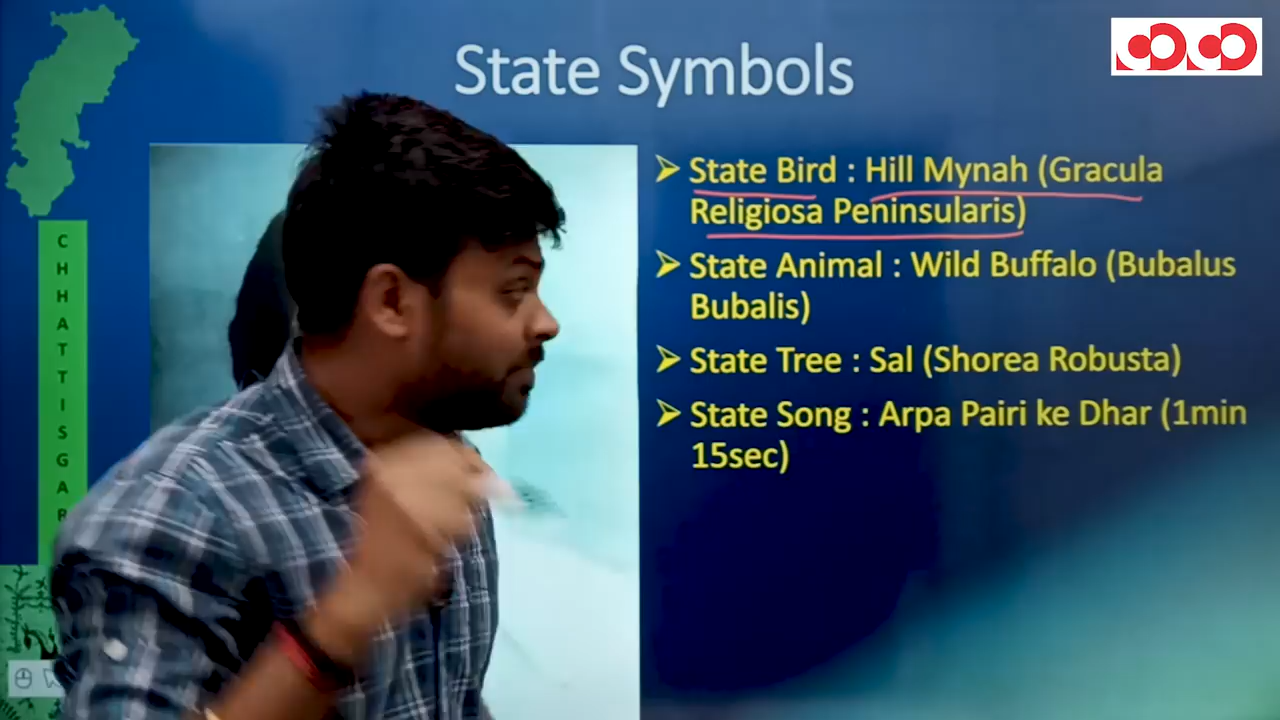 State Symbols
➢ State Bird : Hill Mynah (Gracula
Religiosa Peninsularis)
➢ State Animal : Wild Buffalo (Bubalus
Bubalis)
➢ State Tree : Sal (Shorea Robusta)
➢ State Song : Arpa Pairi ke Dhar (1min
15sec)
C
H
H
A
T
T
I
S
G
A
R